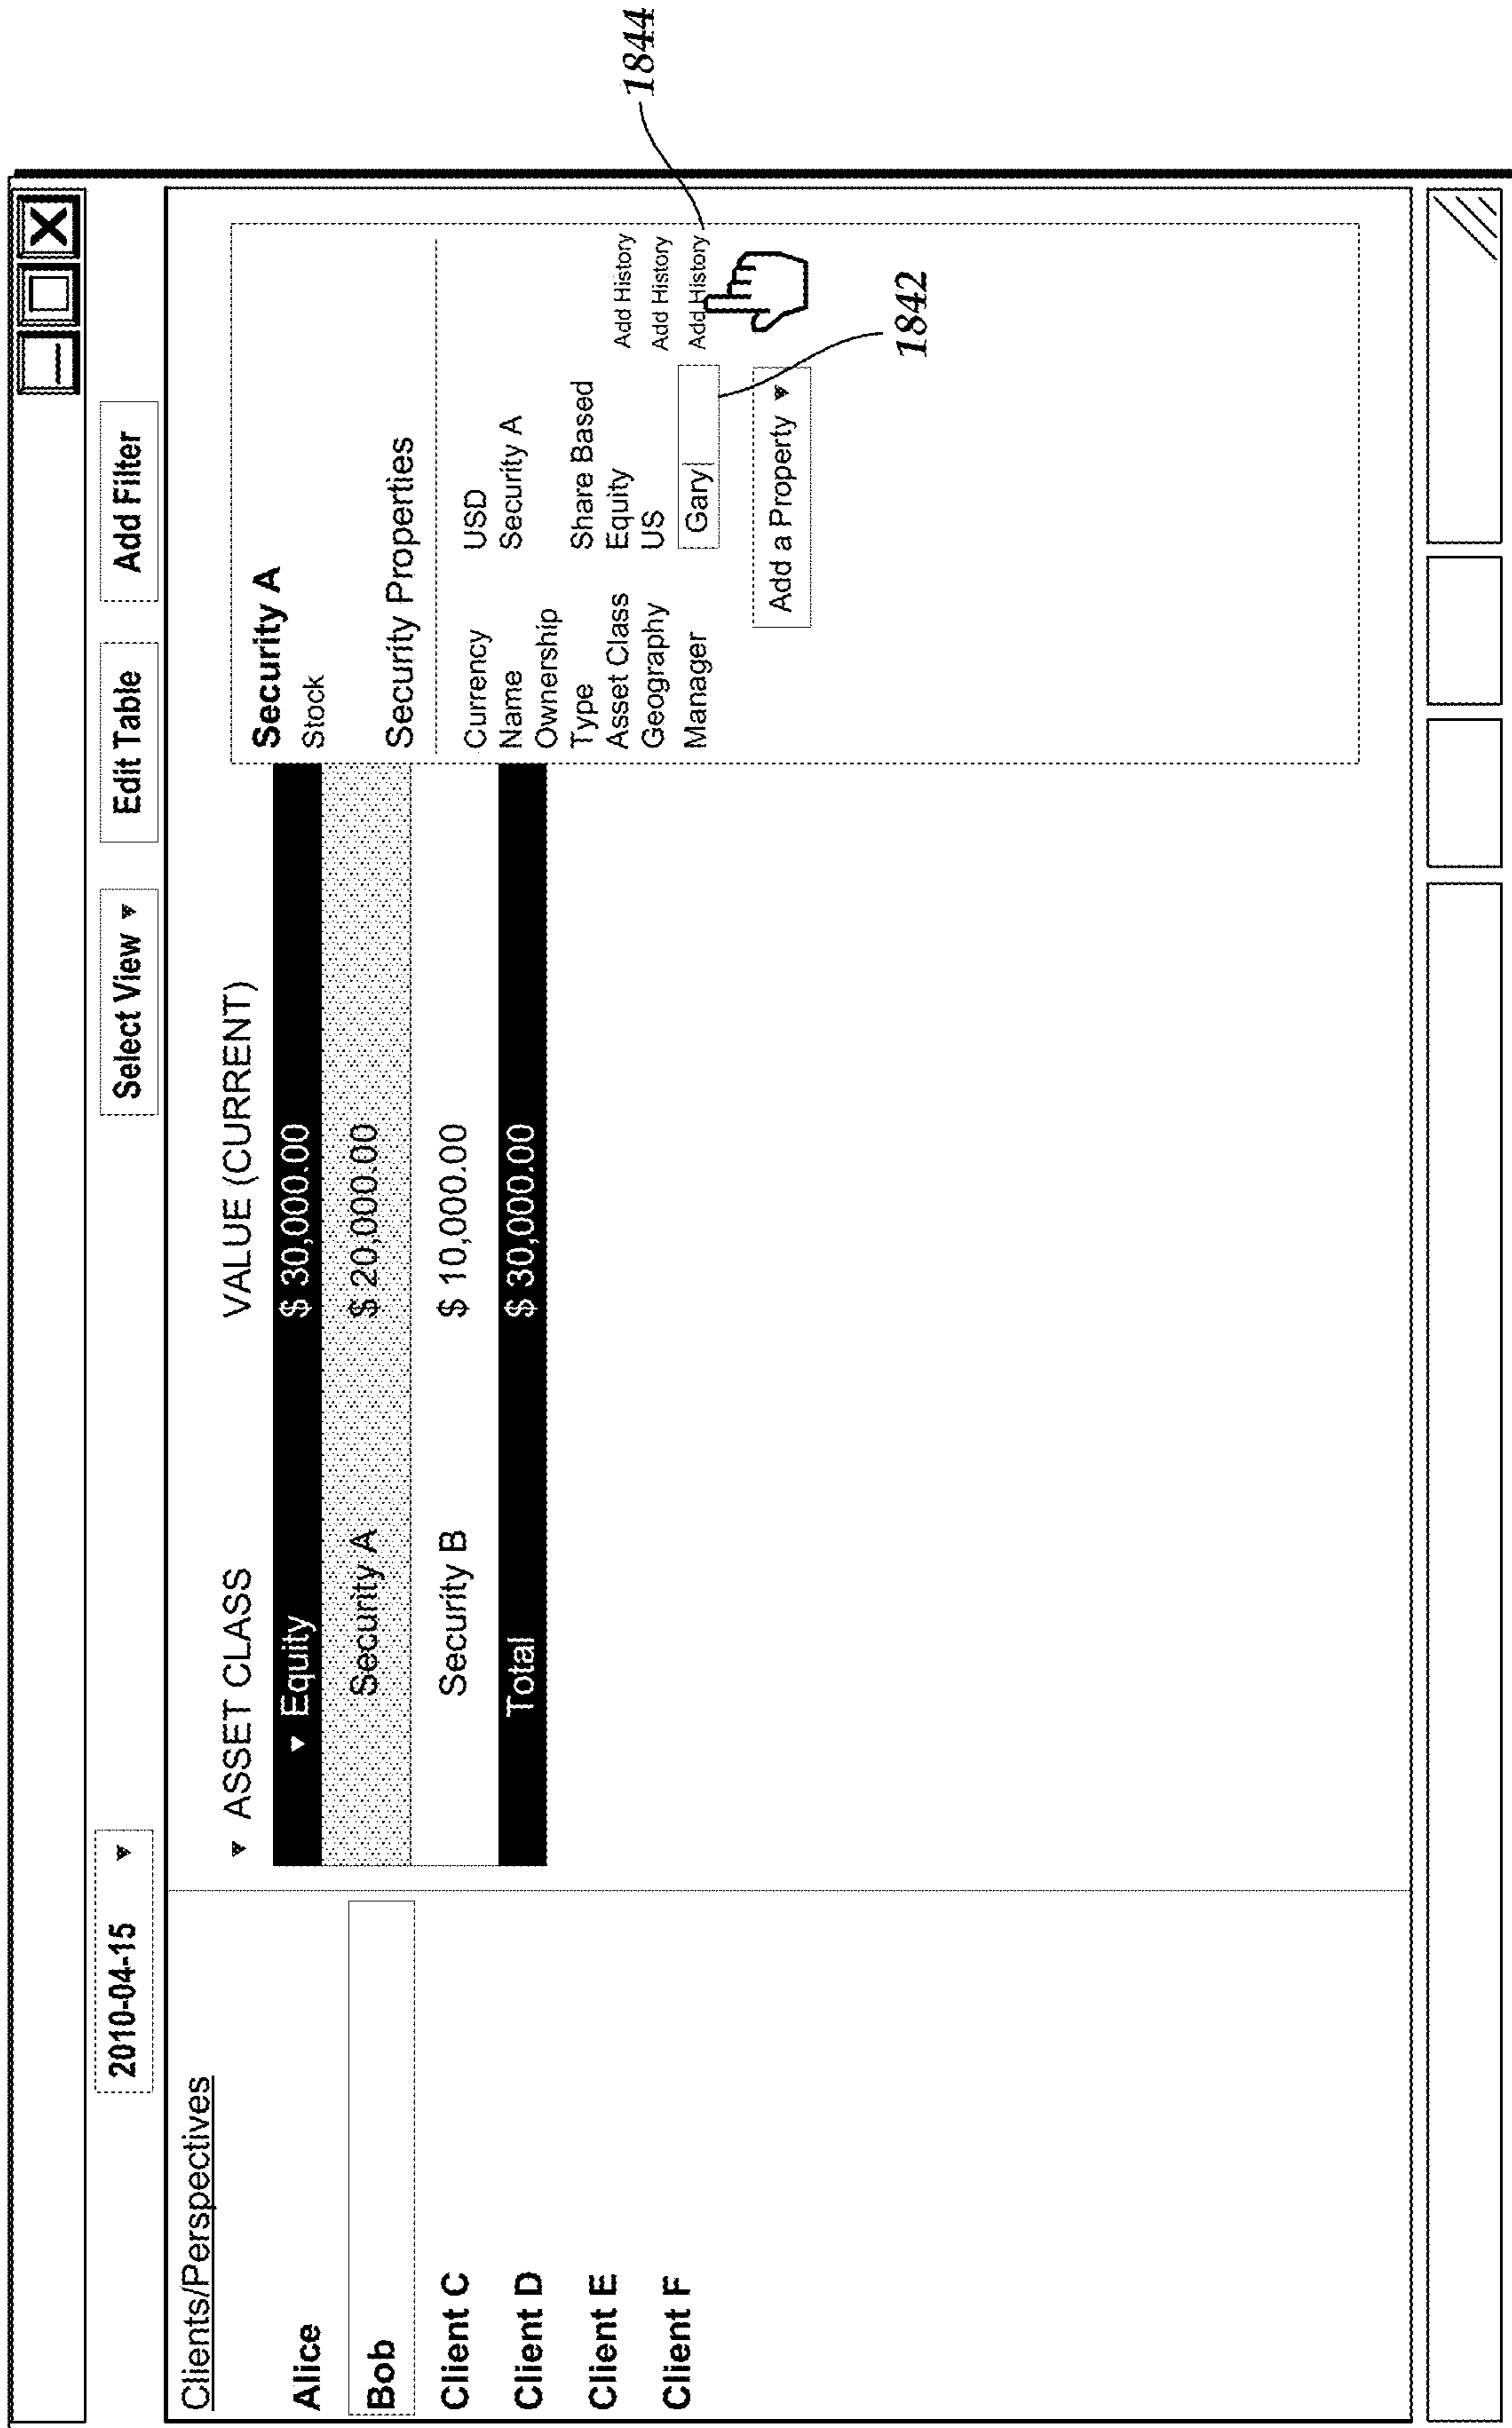 2010-04-15 ▼
Select View ▼
Edit Table
Add Filter
Clients/Perspectives
Alice
Bob
Client C
Client D
Client E
Client F
▼ ASSET CLASS VALUE (CURRENT)
▼ Equity $ 30,000.00
Security A $ 20,000.00
Security B $ 10,000.00
Total $ 30,000.00
Security A
Stock
Security Properties
Currency USD
Name Security A
Ownership
Type Share Based
Asset Class Equity Add History
Geography US Add History
Manager Gary Add History
Add a Property ▼
1842
1844